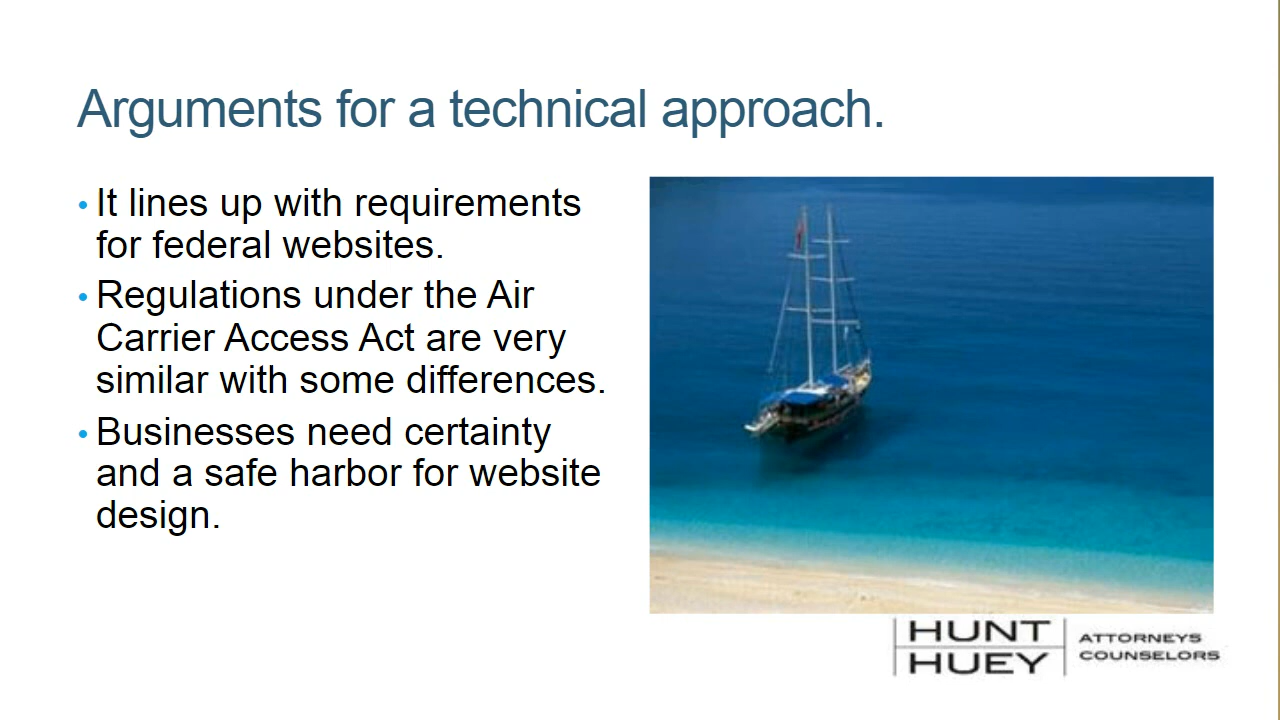 Arguments for a technical approach.
• It lines up with requirements
for federal websites.
• Regulations under the Air
Carrier Access Act are very
similar with some differences.
• Businesses need certainty
and a safe harbor for website
design.
HUNT
HUEY
ATTORNEYS
COUNSELORS